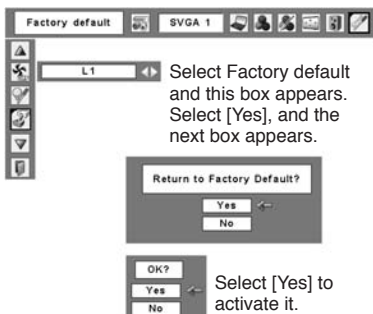 Factory default SVGA 1
L1
Select Factory default
and this box appears.
Select [Yes], and the
next box appears.
Return to Factory Default?
Yes
No
OK?
Yes
No
Select [Yes] to
activate it.